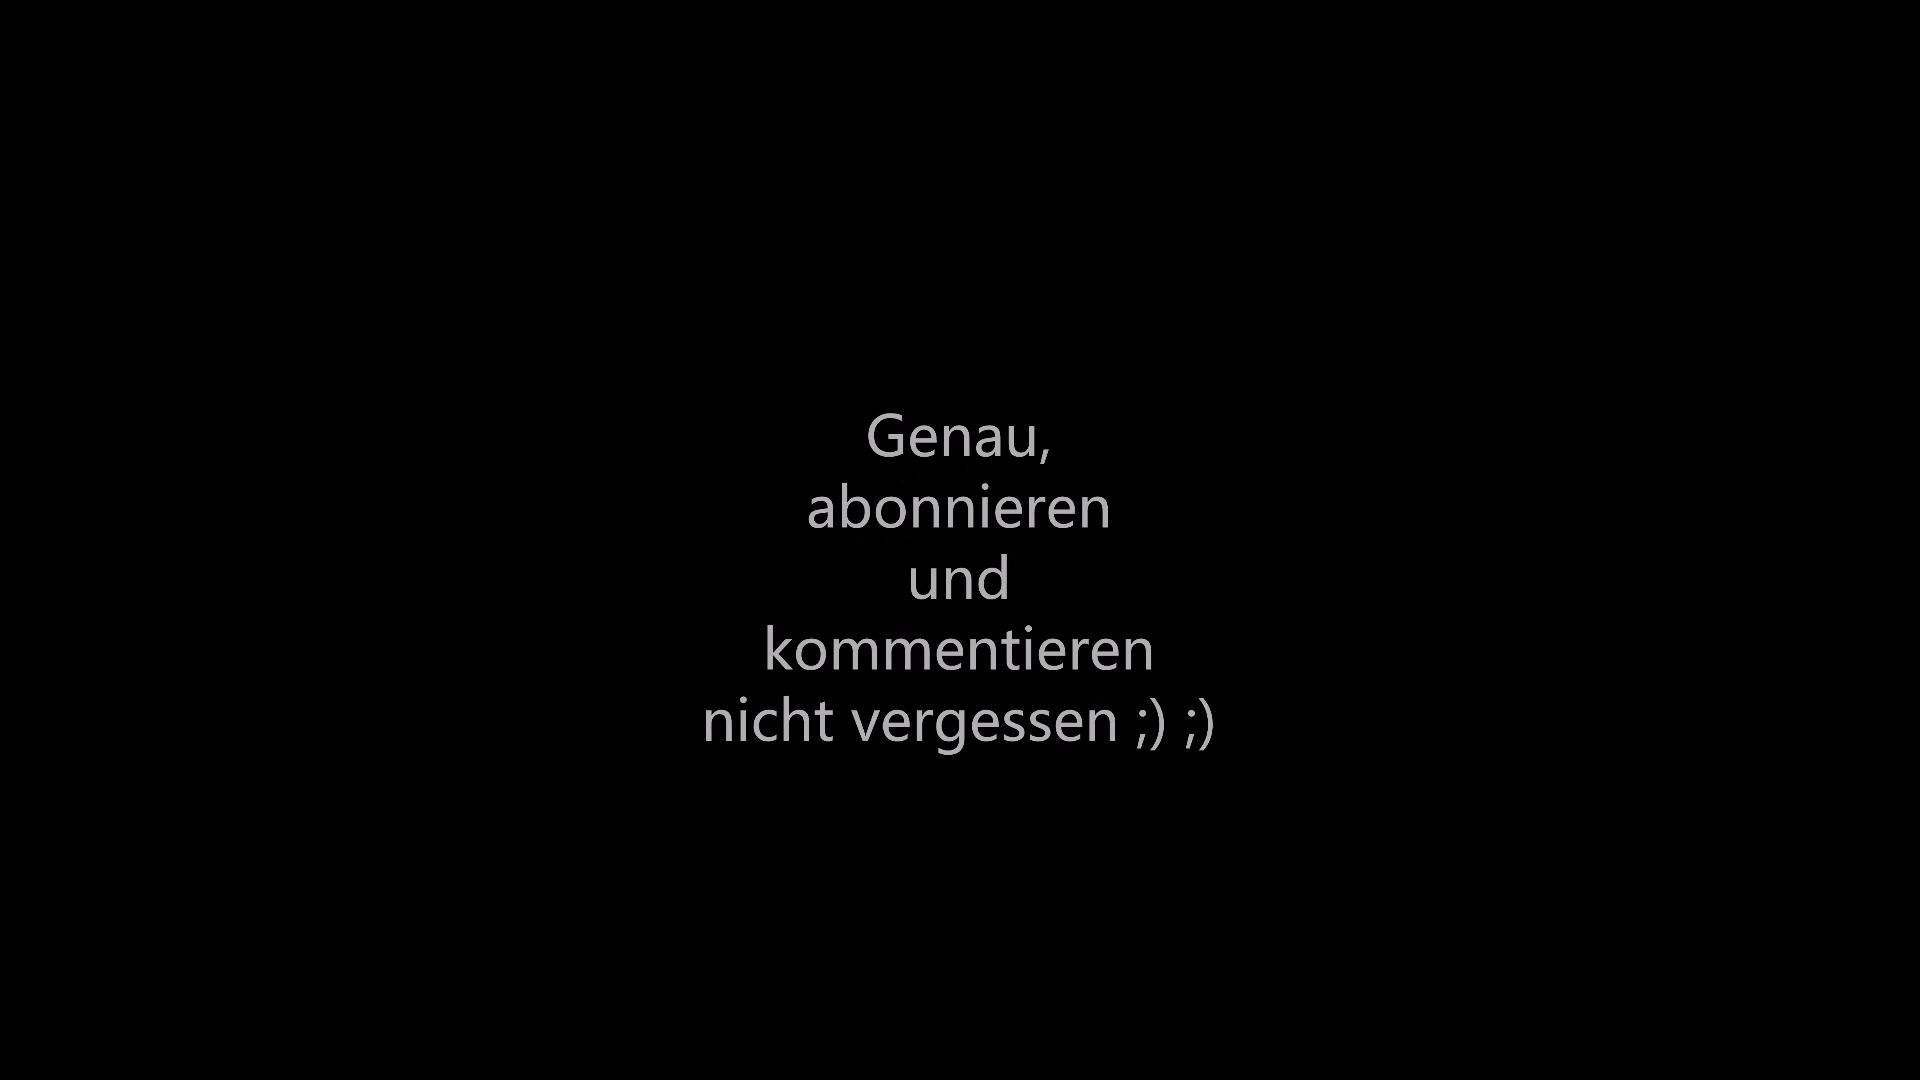 Genau,
abonnieren
und
kommentieren
nicht vergessen ;) ;)